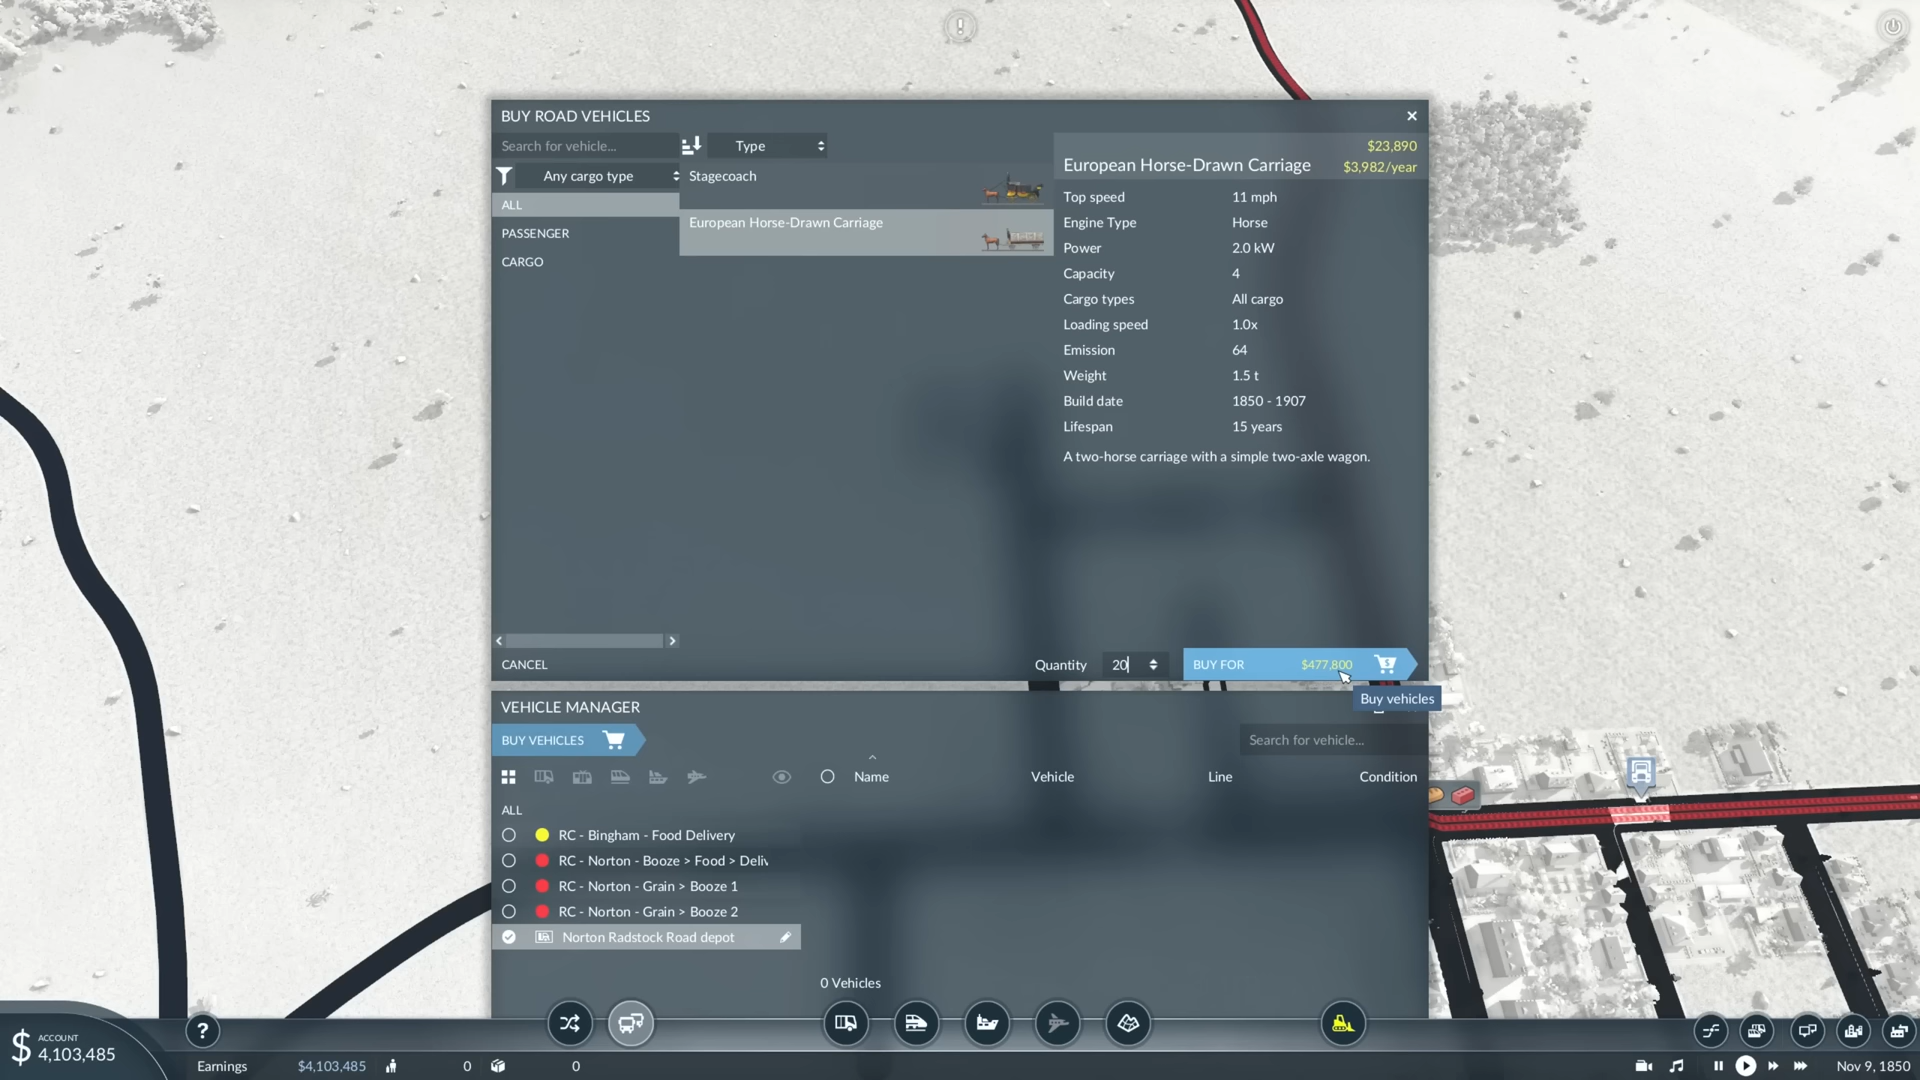 BUY ROAD VEHICLES
Search for vehicle...
Type
Any cargo type
ALL
PASSENGER
CARGO
Stagecoach
European Horse-Drawn Carriage
European Horse-Drawn Carriage
$23,890
$3,982/year
Top speed 11 mph
Engine Type Horse
Power 2.0 kW
Capacity 4
Cargo types All cargo
Loading speed 1.0x
Emission 64
Weight 1.5 t
Build date 1850 - 1907
Lifespan 15 years
A two-horse carriage with a simple two-axle wagon.
CANCEL
Quantity 20
BUY FOR $477,800
Buy vehicles
VEHICLE MANAGER
BUY VEHICLES
Search for vehicle...
Name Vehicle Line Condition
ALL
RC - Bingham - Food Delivery
RC - Norton - Booze > Food > Deliv
RC - Norton - Grain > Booze 1
RC - Norton - Grain > Booze 2
Norton Radstock Road depot
0 Vehicles
ACCOUNT
$ 4,103,485
?
Earnings $4,103,485 0 0
Nov 9, 1850